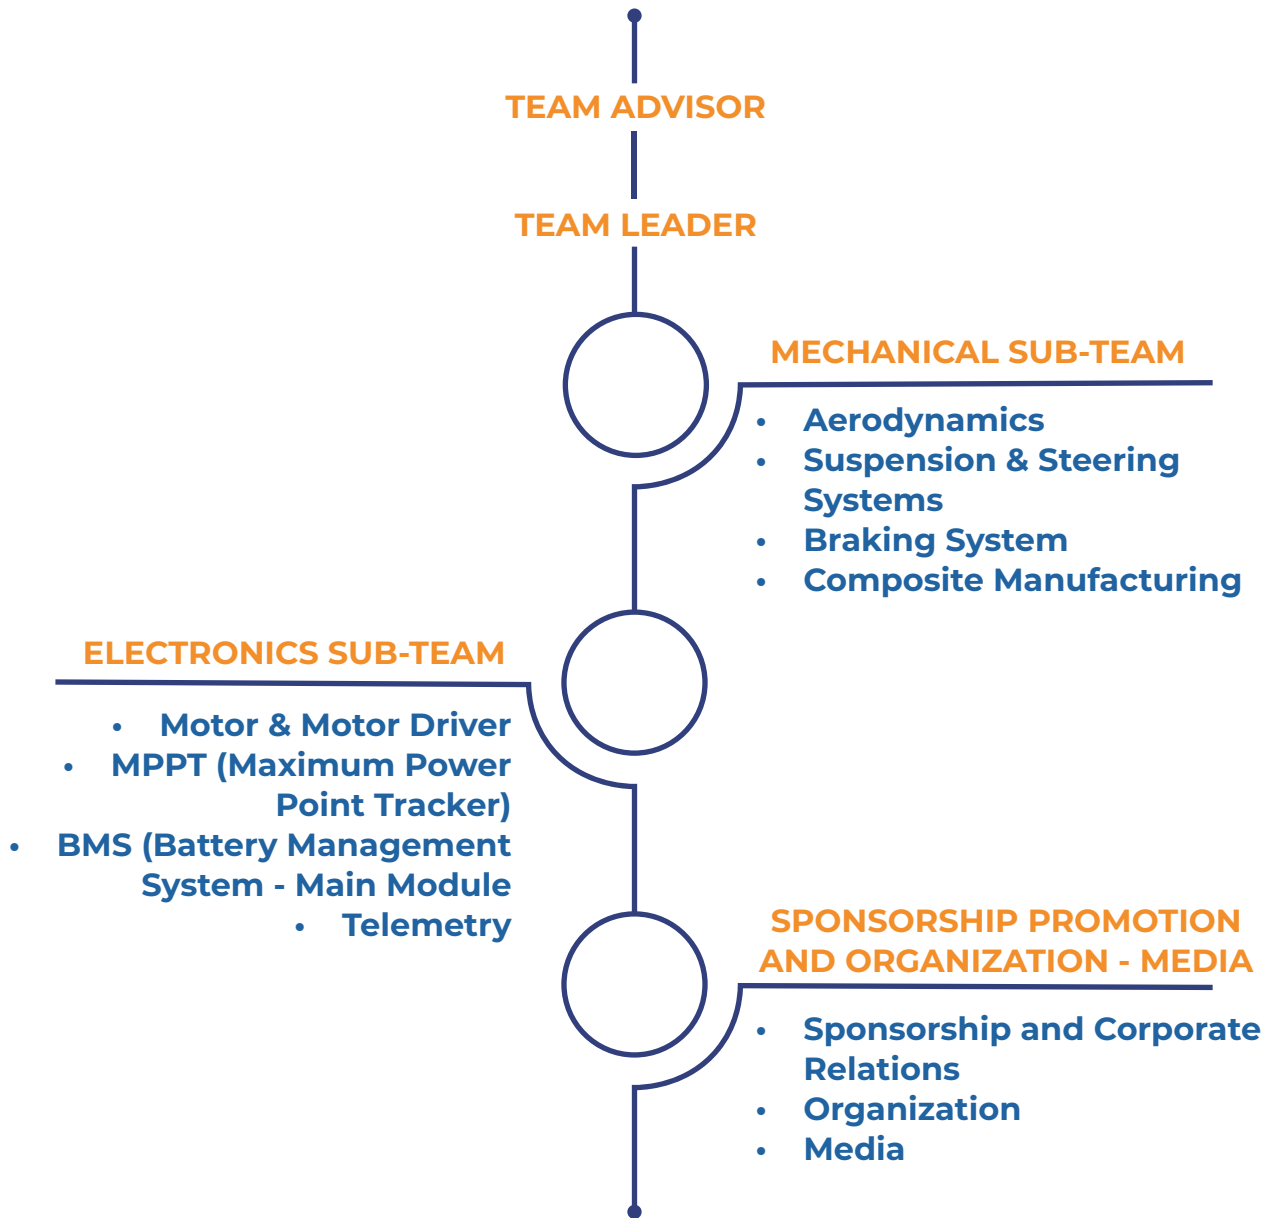 TEAM ADVISOR
TEAM LEADER
MECHANICAL SUB-TEAM
• Aerodynamics
• Suspension & Steering
Systems
• Braking System
• Composite Manufacturing
ELECTRONICS SUB-TEAM
• Motor & Motor Driver
• MPPT (Maximum Power
Point Tracker)
• BMS (Battery Management
System - Main Module
• Telemetry
SPONSORSHIP PROMOTION
AND ORGANIZATION - MEDIA
• Sponsorship and Corporate
Relations
• Organization
• Media